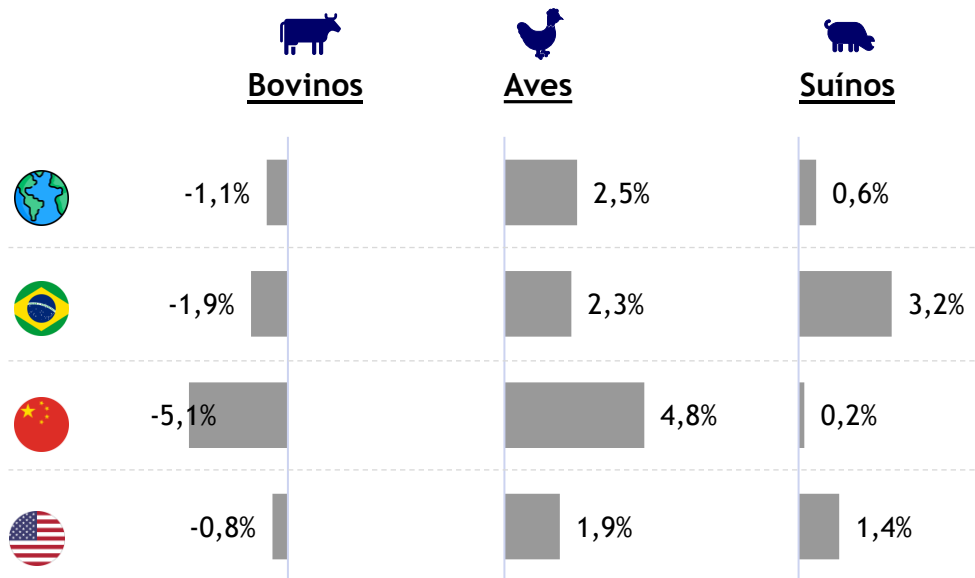 Bovinos Aves Suínos
-1,1% 2,5% 0,6%
-1,9% 2,3% 3,2%
-5,1% 4,8% 0,2%
-0,8% 1,9% 1,4%